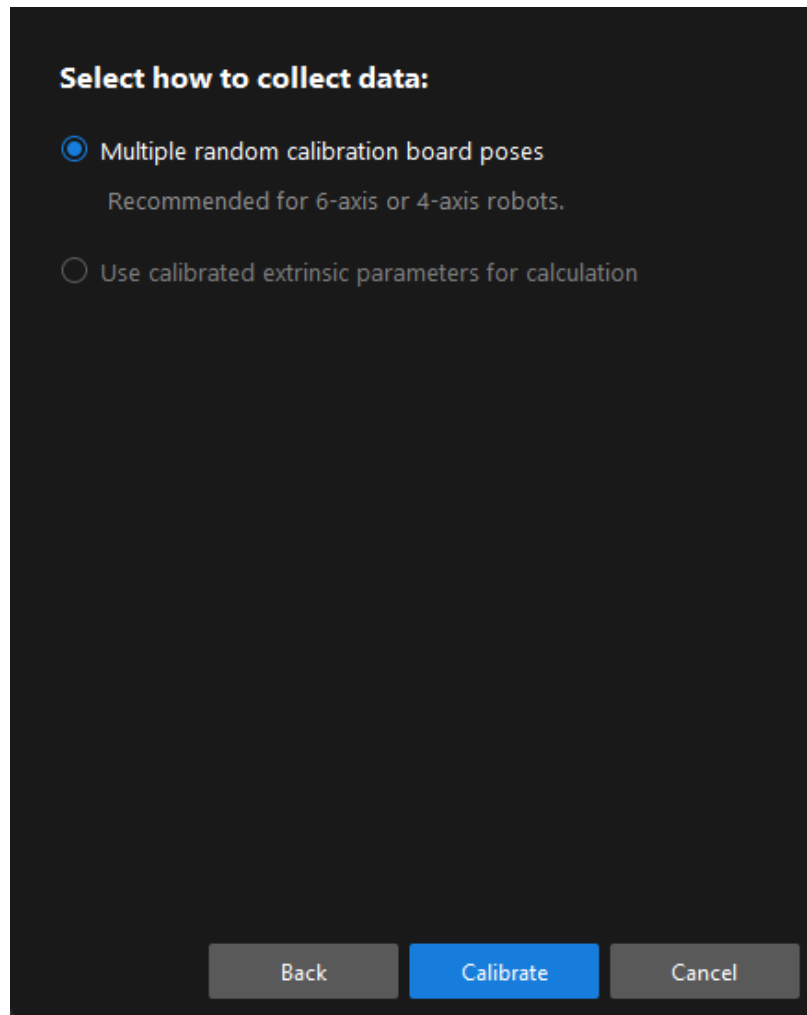 Select how to collect data:
Multiple random calibration board poses
Recommended for 6-axis or 4-axis robots.
Use calibrated extrinsic parameters for calculation
Back
Calibrate
Cancel